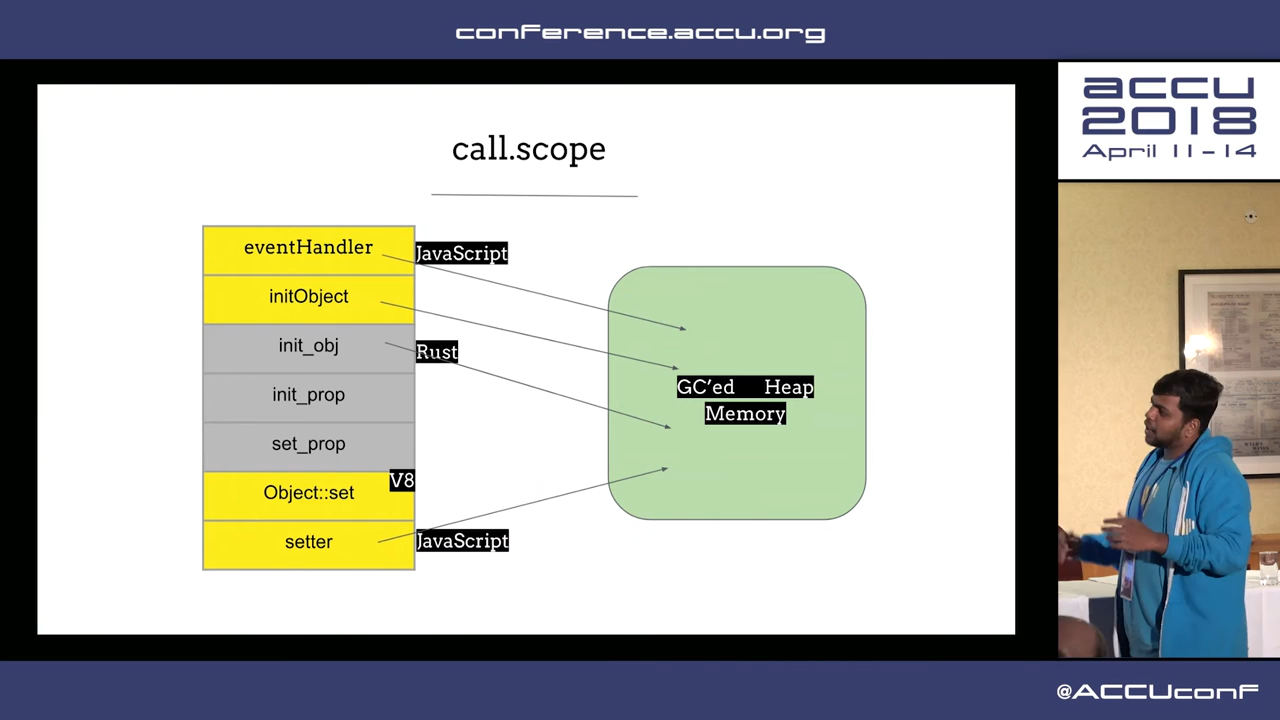 conference.accu.org
accu
2018
April 11-14
call.scope
eventHandler
JavaScript
initObject
init_obj
Rust
init_prop
set_prop
Object::set
V8
setter
JavaScript
GC'ed Heap
Memory
@ACCUconf